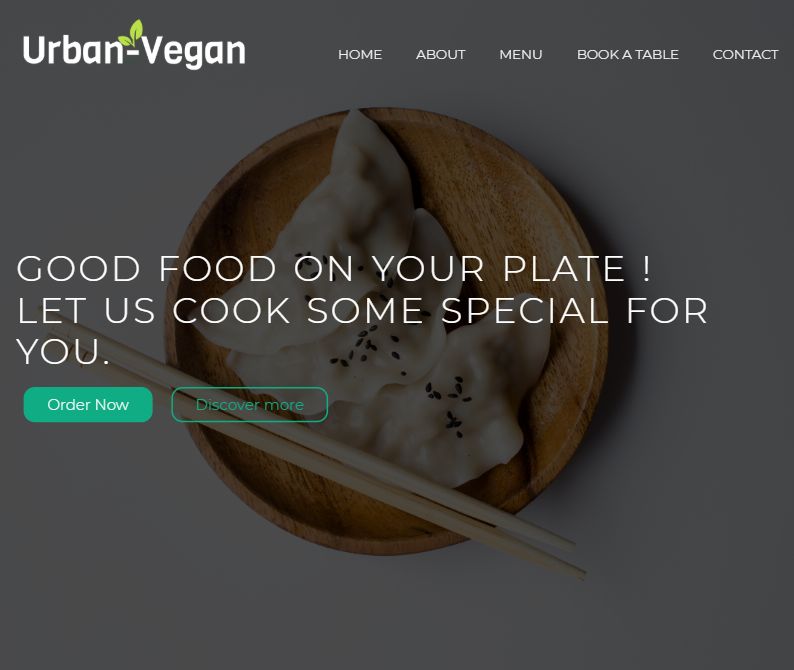 Urban-Vegan
HOME ABOUT MENU BOOK A TABLE CONTACT
GOOD FOOD ON YOUR PLATE !
LET US COOK SOME SPECIAL FOR
YOU.
Order Now Discover more